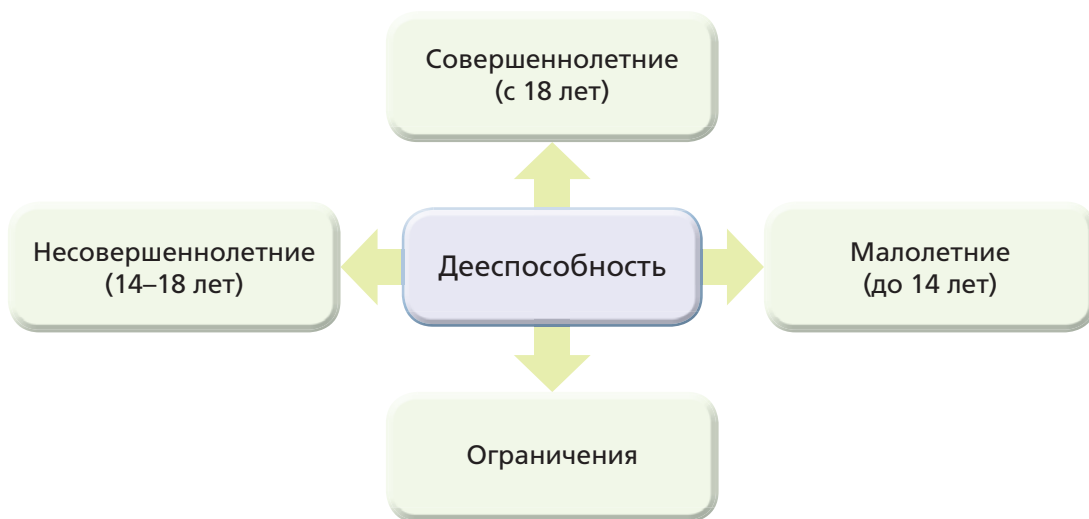 Совершеннолетние
(с 18 лет)
Несовершеннолетние
(14–18 лет)
Дееспособность
Малолетние
(до 14 лет)
Ограничения